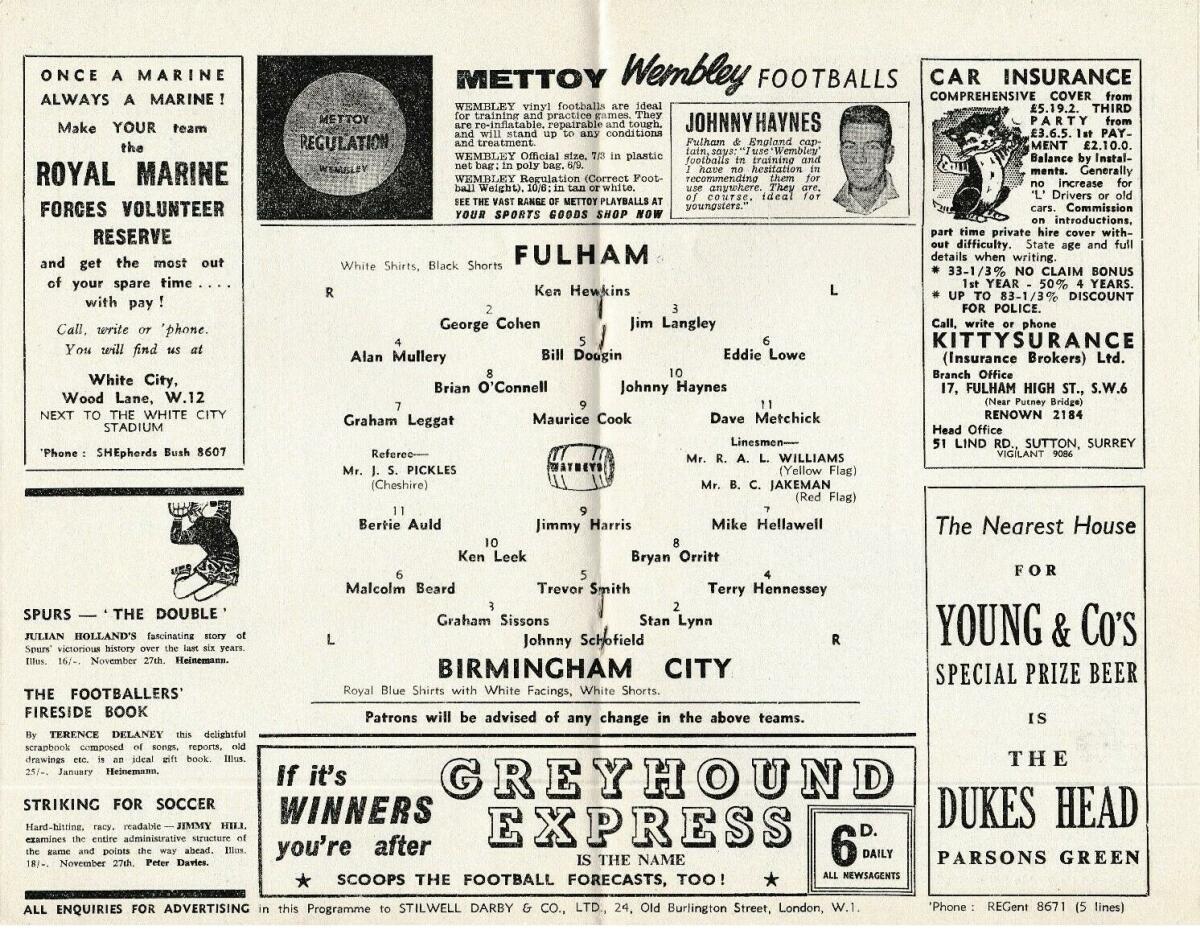 ONCE A MARINE
ALWAYS A MARINE!
Make YOUR team
the
ROYAL MARINE
FORCES VOLUNTEER
RESERVE
and get the most out
of your spare time ....
with pay!
Call, write or 'phone.
You will find us at
White City,
Wood Lane, W.12
NEXT TO THE WHITE CITY
STADIUM
'Phone: SHEpherds Bush 8607
SPURS — 'THE DOUBLE'
JULIAN HOLLAND'S fascinating story of
Spurs' victorious history over the last six years.
Illus. 16/-. November 27th. Heinemann.
THE FOOTBALLERS'
FIRESIDE BOOK
By TERENCE DELANEY this delightful
scrapbook composed of songs, reports, old
drawings etc. is an ideal gift book. Illus.
25/-. January Heinemann.
STRIKING FOR SOCCER
Hard-hitting, racy, readable — JIMMY HILL
examines the entire administrative structure of
the game and points the way ahead. Illus.
18/-. November 27th. Peter Davies.
METTOY
REGULATION
WEMBLEY
METTOY Wembley FOOTBALLS
WEMBLEY vinyl footballs are ideal
for training and practice games. They
are re-inflatable, repairable and tough,
and will stand up to any conditions
and treatment.
WEMBLEY Official size, 7/3 in plastic
net bag; in poly bag, 6/9.
WEMBLEY Regulation (Correct Foot-
ball Weight), 10/6; in tan or white.
SEE THE VAST RANGE OF METTOY PLAYBALLS AT
YOUR SPORTS GOODS SHOP NOW
JOHNNY HAYNES
Fulham & England cap-
tain, says: "I use 'Wembley'
footballs in training and
I have no hesitation in
recommending them for
use anywhere. They are,
of course, ideal for
youngsters."
White Shirts, Black Shorts FULHAM
R Ken Hewkins L
2 3
George Cohen Jim Langley
4 5 6
Alan Mullery Bill Dodgin Eddie Lowe
8 10
Brian O'Connell Johnny Haynes
7 9 11
Graham Leggat Maurice Cook Dave Metchick
Referee—
Mr. J. S. PICKLES
(Cheshire)
WATNEYS
Linesmen—
Mr. R. A. L. WILLIAMS
(Yellow Flag)
Mr. B. C. JAKEMAN
(Red Flag)
11 9 7
Bertie Auld Jimmy Harris Mike Hellawell
10 8
Ken Leek Bryan Orritt
6 5 4
Malcolm Beard Trevor Smith Terry Hennessey
3 2
Graham Sissons Stan Lynn
L Johnny Schofield R
BIRMINGHAM CITY
Royal Blue Shirts with White Facings, White Shorts.
Patrons will be advised of any change in the above teams.
If it's
WINNERS
you're after
GREYHOUND
EXPRESS
IS THE NAME
★ SCOOPS THE FOOTBALL FORECASTS, TOO! ★
6D.
DAILY
ALL NEWSAGENTS
CAR INSURANCE
COMPREHENSIVE COVER from
£5.19.2. THIRD
PARTY from
£3.6.5. 1st PAY-
MENT £2.10.0.
Balance by Instal-
ments. Generally
no increase for
'L' Drivers or old
cars. Commission
on introductions,
part time private hire cover with-
out difficulty. State age and full
details when writing.
* 33-1/3% NO CLAIM BONUS
1st YEAR - 50% 4 YEARS.
* UP TO 83-1/3% DISCOUNT
FOR POLICE.
Call, write or phone
KITTYSURANCE
(Insurance Brokers) Ltd.
Branch Office
17, FULHAM HIGH ST., S.W.6
(Near Putney Bridge)
RENOWN 2184
Head Office
51 LIND RD., SUTTON, SURREY
VIGILANT 9086
The Nearest House
FOR
YOUNG & Co's
SPECIAL PRIZE BEER
IS
THE
DUKES HEAD
PARSONS GREEN
ALL ENQUIRIES FOR ADVERTISING in this Programme to STILWELL DARBY & CO., LTD., 24, Old Burlington Street, London, W.1. 'Phone: REGent 8671 (5 lines)